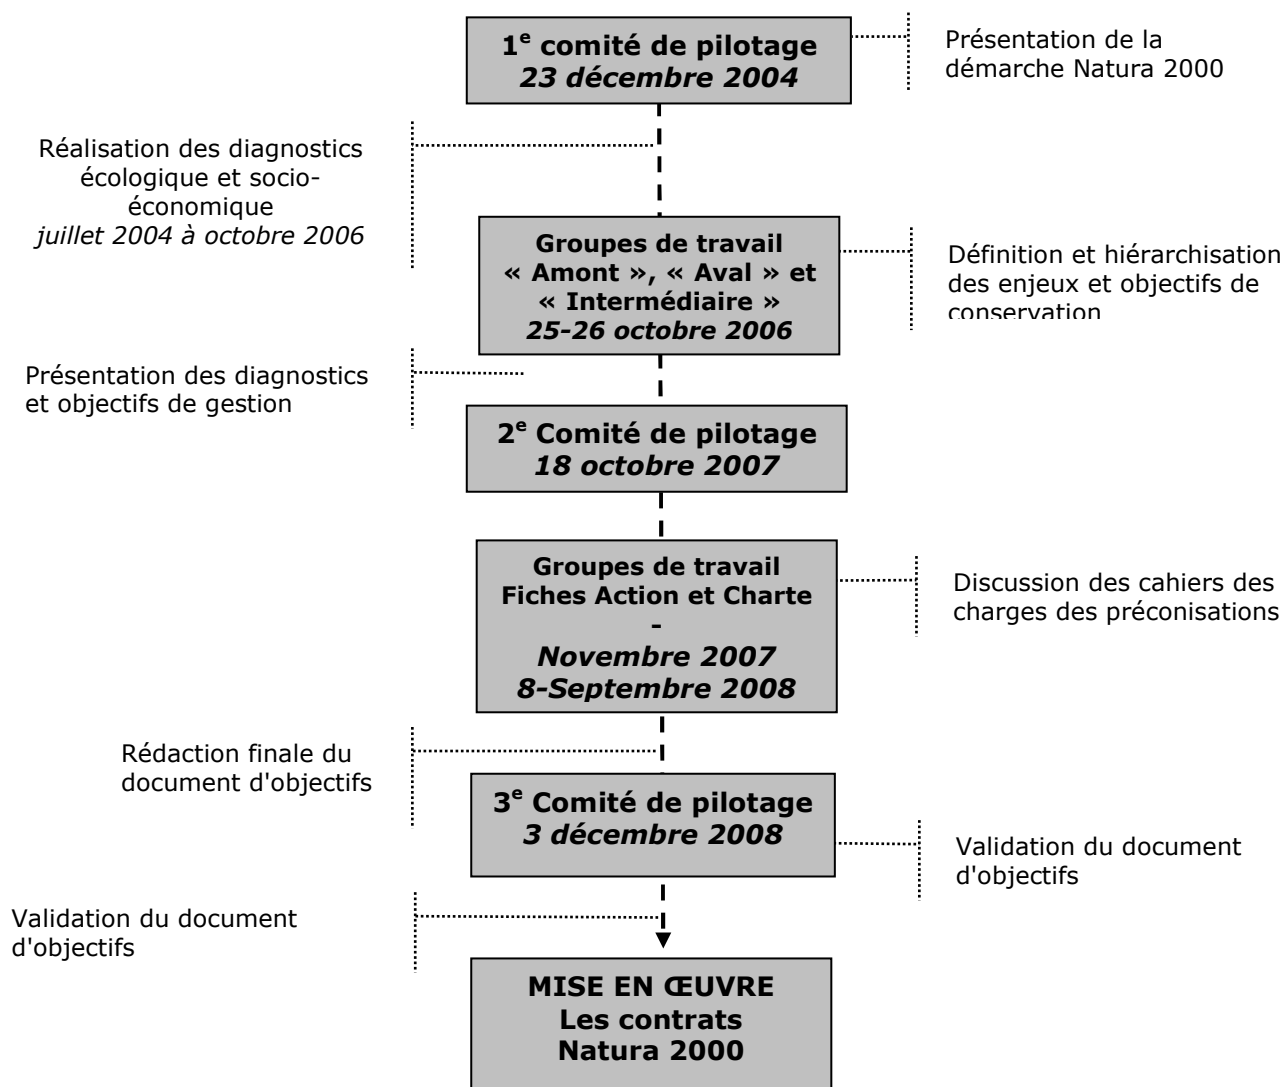 1e comité de pilotage
23 décembre 2004
Présentation de la
démarche Natura 2000
Réalisation des diagnostics
écologique et socio-
économique
juillet 2004 à octobre 2006
Groupes de travail
« Amont », « Aval » et
« Intermédiaire »
25-26 octobre 2006
Définition et hiérarchisation
des enjeux et objectifs de
conservation
Présentation des diagnostics
et objectifs de gestion
2e Comité de pilotage
18 octobre 2007
Groupes de travail
Fiches Action et Charte
-
Novembre 2007
8-Septembre 2008
Discussion des cahiers des
charges des préconisations
Rédaction finale du
document d'objectifs
3e Comité de pilotage
3 décembre 2008
Validation du document
d'objectifs
Validation du document
d'objectifs
MISE EN ŒUVRE
Les contrats
Natura 2000